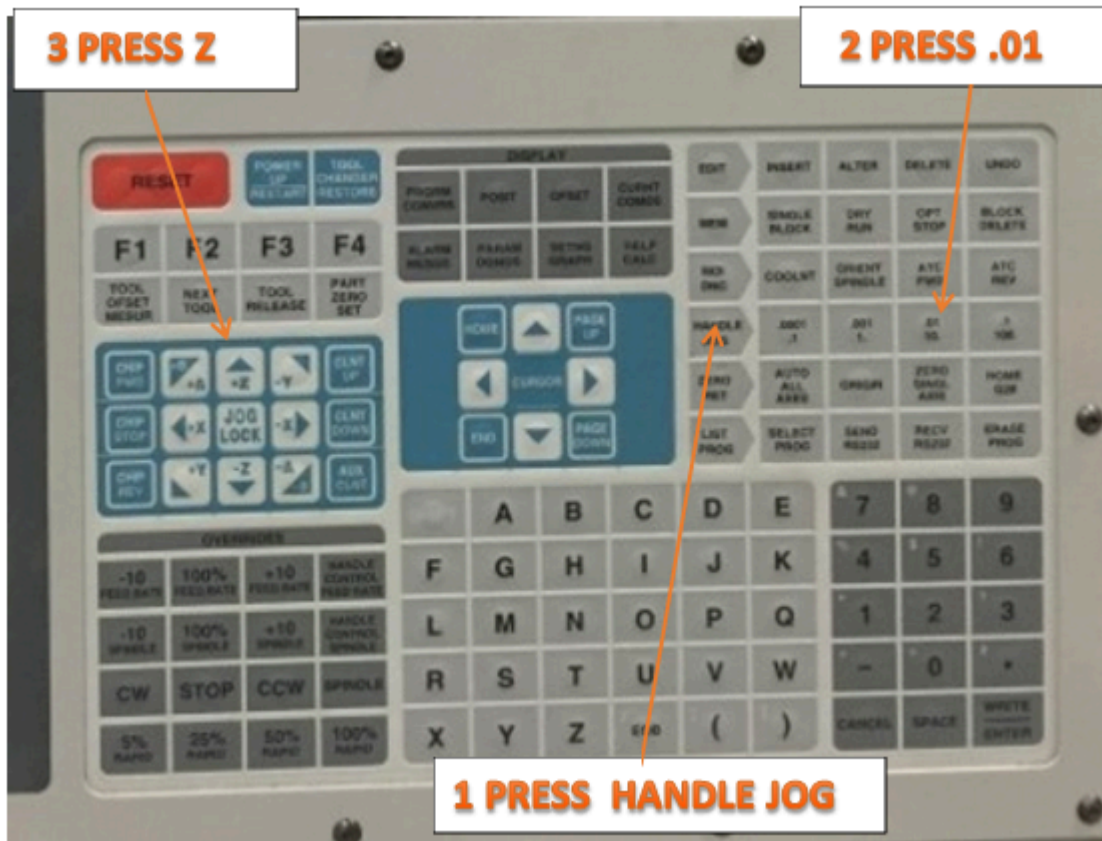 3 PRESS Z
2 PRESS .01
RESET
POWER UP RESTART
TOOL CHANGER RESTORE
F1 F2 F3 F4
TOOL OFSET MESUR
NEXT TOOL
TOOL RELEASE
PART ZERO SET
CHIP FWD
+Z
-Y
CLNT UP
CHIP STOP
+X
JOG LOCK
-X
CLNT DOWN
CHIP REV
+Y
-Z
AUX CLNT
OVERRIDES
-10 FEED RATE
100% FEED RATE
+10 FEED RATE
HANDLE CONTROL FEED RATE
-10 SPINDLE
100% SPINDLE
+10 SPINDLE
HANDLE CONTROL SPINDLE
CW STOP CCW SPINDLE
5% RAPID
25% RAPID
50% RAPID
100% RAPID
DISPLAY
PRGRM CONVRS
POSIT
OFSET
CURNT COMDS
ALARM MESGS
PARAM DGNOS
SETNG GRAPH
HELP CALC
HOME
PAGE UP
CURSOR
END
PAGE DOWN
EDIT INSERT ALTER DELETE UNDO
MEM
SINGLE BLOCK
DRY RUN
OPT STOP
BLOCK DELETE
COOLNT
ORIENT SPINDLE
ATC FWD
ATC REV
HANDLE
.0001 .1
.001 1.
.01 10.
.1 100.
ZERO RET
AUTO ALL AXES
ORIGIN
ZERO SINGL AXIS
HOME G28
LIST PROG
SELECT PROG
SEND RS232
RECV RS232
ERASE PROG
A B C D E
F G H I J K
L M N O P Q
R S T U V W
X Y Z EOB ( )
7 8 9
4 5 6
1 2 3
- 0 .
CANCEL SPACE
WRITE ENTER
1 PRESS HANDLE JOG